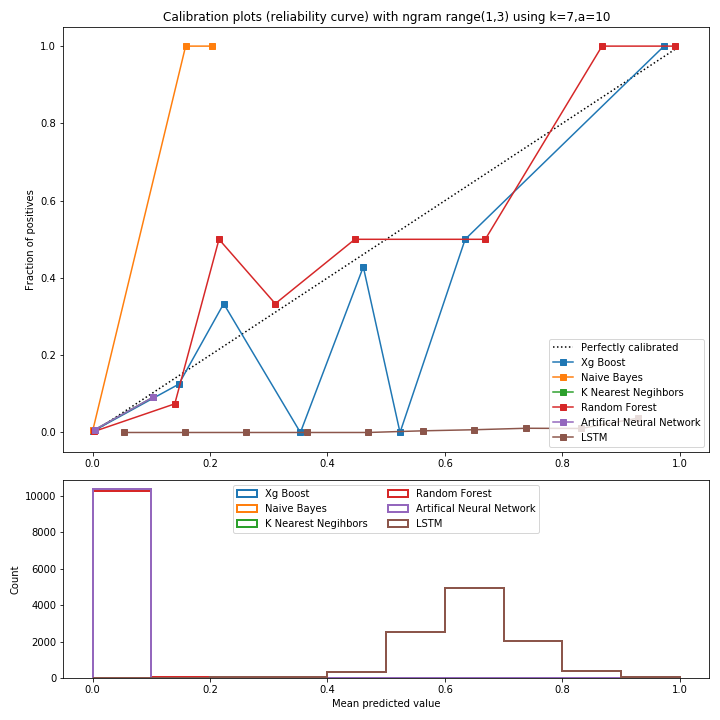 Calibration plots (reliability curve) with ngram range(1,3) using k=7,a=10
1.0
0.8
0.6
0.4
0.2
0.0
Fraction of positives
Perfectly calibrated
Xg Boost
Naive Bayes
K Nearest Negihbors
Random Forest
Artifical Neural Network
LSTM
0.0 0.2 0.4 0.6 0.8 1.0
10000
8000
6000
4000
2000
0
Count
Xg Boost Random Forest
Naive Bayes Artifical Neural Network
K Nearest Negihbors LSTM
0.0 0.2 0.4 0.6 0.8 1.0
Mean predicted value